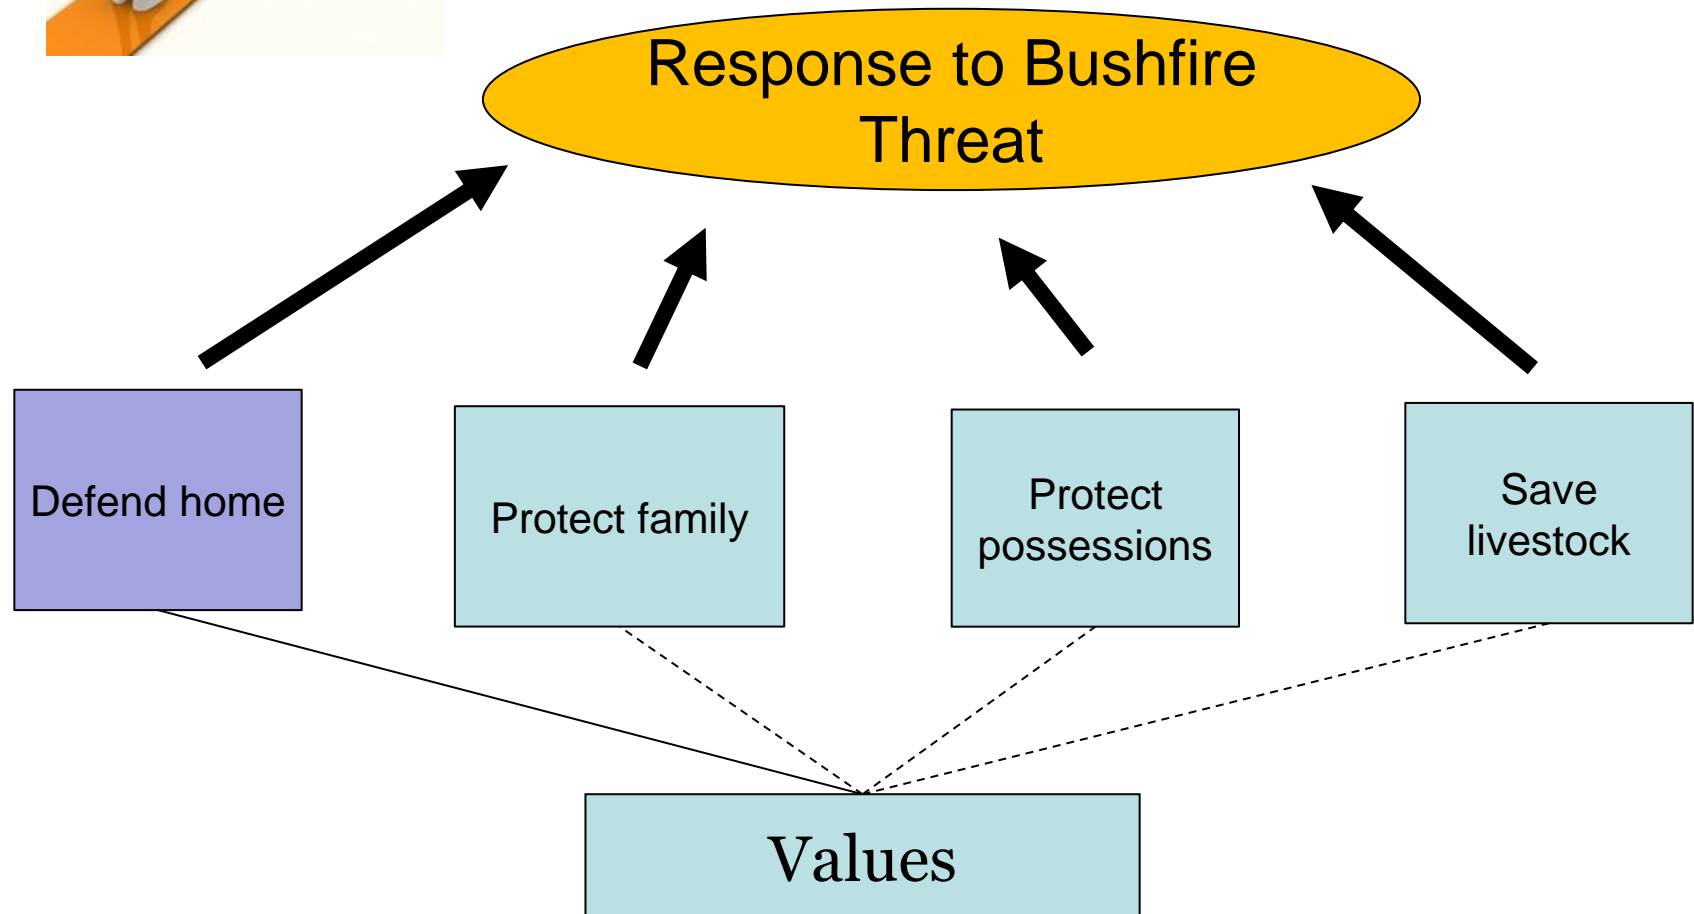 Response to Bushfire
Threat
Defend home
Protect family
Protect
possessions
Save
livestock
Values